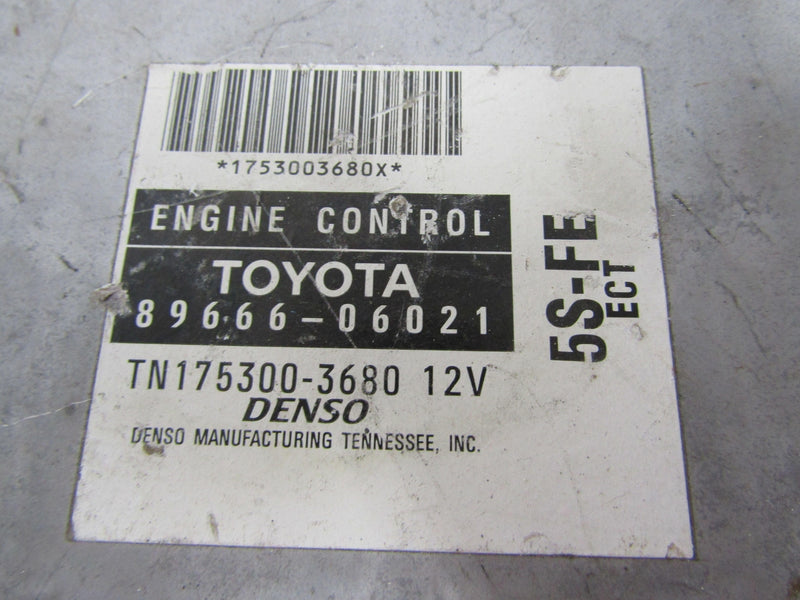 *1753003680X*
ENGINE CONTROL
TOYOTA
89666-06021
TN175300-3680 12V
DENSO
DENSO MANUFACTURING TENNESSEE, INC.
5S-FE
ECT